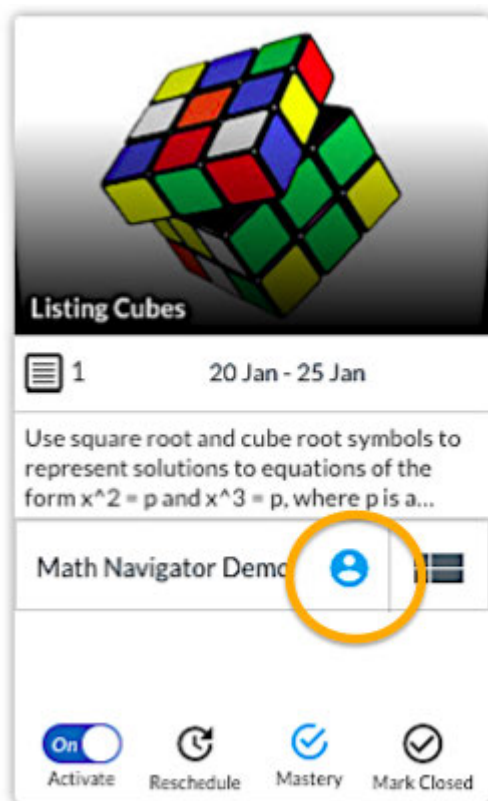 Listing Cubes
1 20 Jan - 25 Jan
Use square root and cube root symbols to
represent solutions to equations of the
form x^2 = p and x^3 = p, where p is a...
Math Navigator Demo
On
Activate Reschedule Mastery Mark Closed